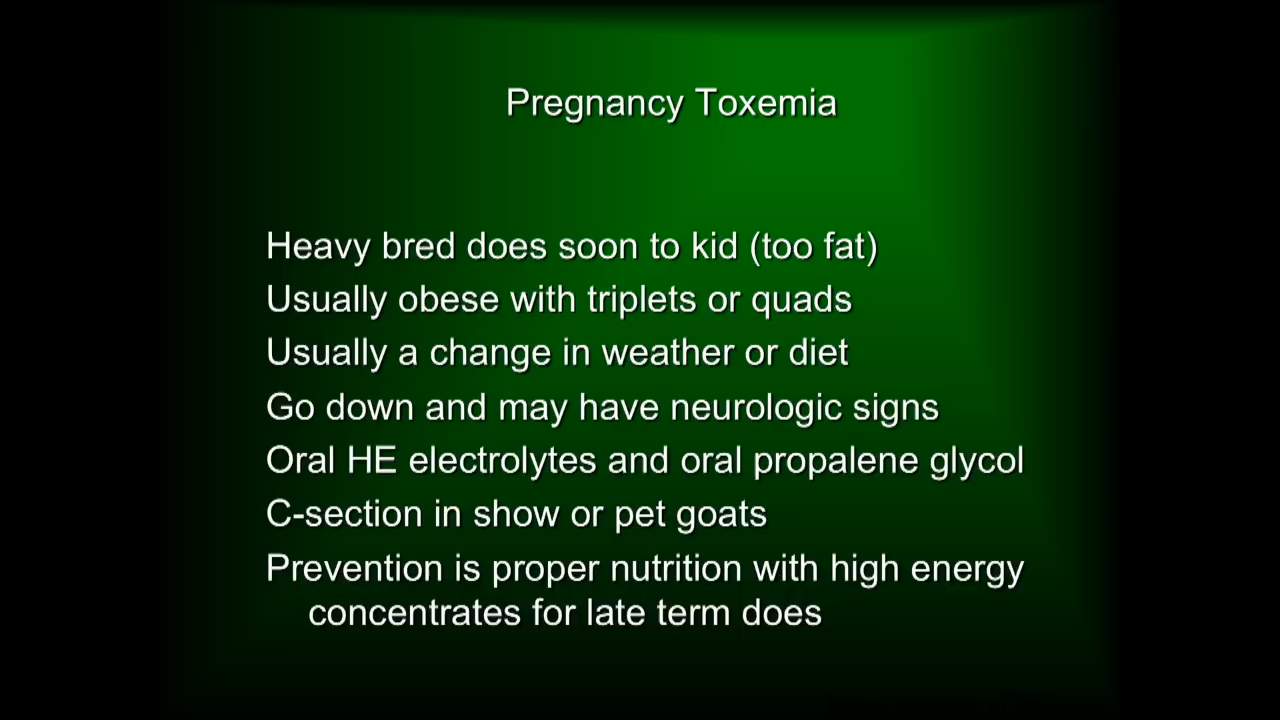 Pregnancy Toxemia
Heavy bred does soon to kid (too fat)
Usually obese with triplets or quads
Usually a change in weather or diet
Go down and may have neurologic signs
Oral HE electrolytes and oral propalene glycol
C-section in show or pet goats
Prevention is proper nutrition with high energy
concentrates for late term does